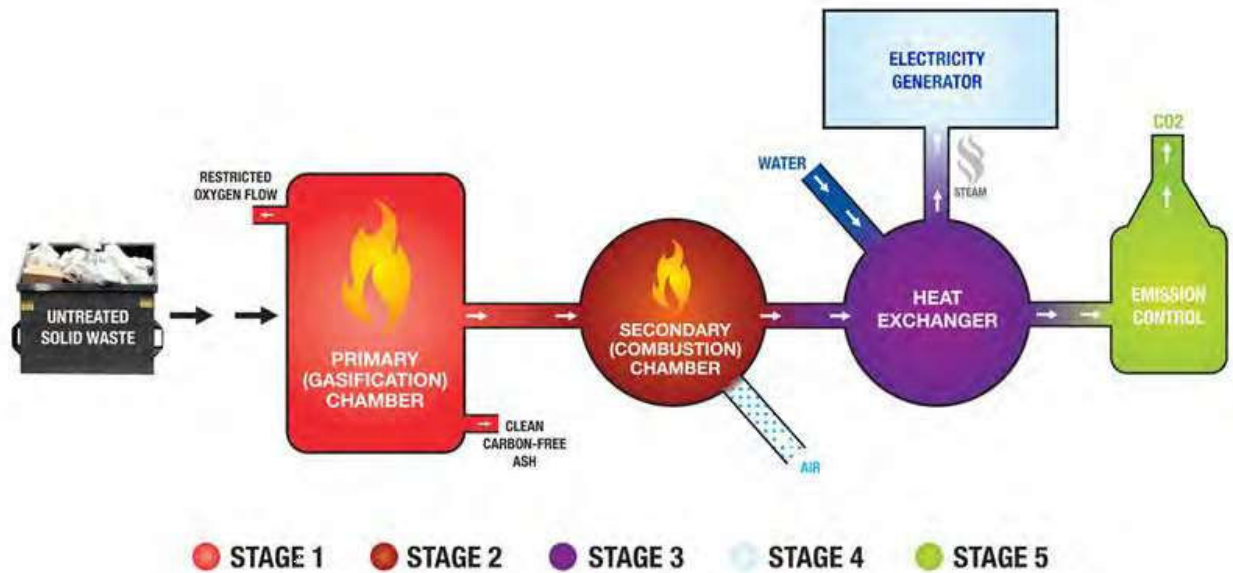 ELECTRICITY
GENERATOR
CO2
WATER
STEAM
RESTRICTED
OXYGEN FLOW
UNTREATED
SOLID WASTE
PRIMARY
(GASIFICATION)
CHAMBER
SECONDARY
(COMBUSTION)
CHAMBER
HEAT
EXCHANGER
EMISSION
CONTROL
CLEAN
CARBON-FREE
ASH
AIR
STAGE 1
STAGE 2
STAGE 3
STAGE 4
STAGE 5